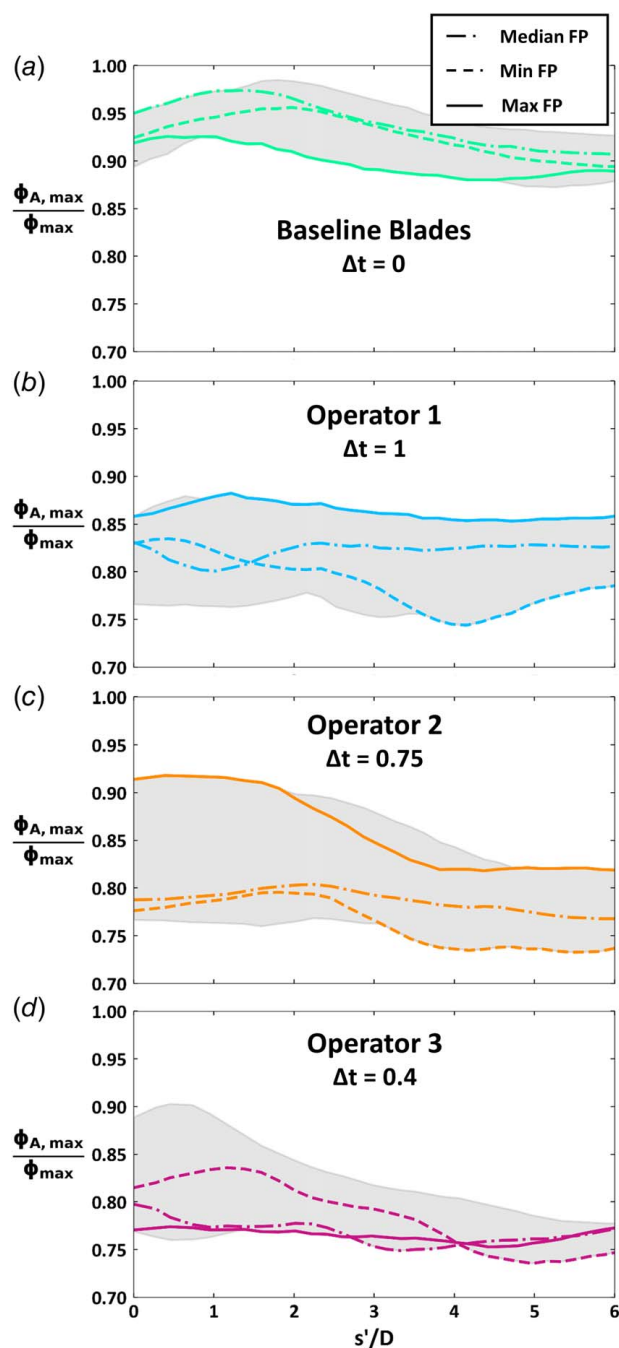 Median FP
Min FP
Max FP
(a)
1.00
0.95
0.90
0.85
0.80
0.75
0.70
ϕA, max
ϕmax
Baseline Blades
Δt = 0
(b)
1.00
0.95
0.90
0.85
0.80
0.75
0.70
ϕA, max
ϕmax
Operator 1
Δt = 1
(c)
1.00
0.95
0.90
0.85
0.80
0.75
0.70
ϕA, max
ϕmax
Operator 2
Δt = 0.75
(d)
1.00
0.95
0.90
0.85
0.80
0.75
0.70
ϕA, max
ϕmax
Operator 3
Δt = 0.4
0 1 2 3 4 5 6
s'/D